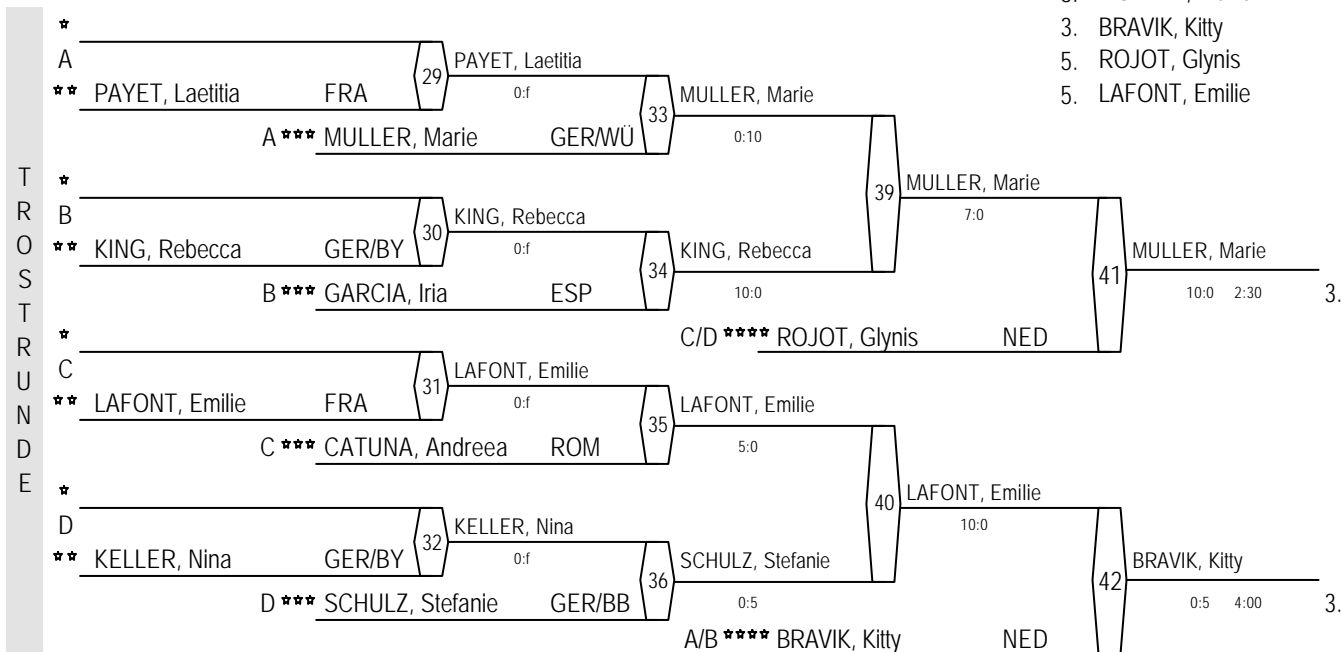 3. BRAVIK, Kitty
5. ROJOT, Glynis
5. LAFONT, Emilie
TROSTRUNDE
*
A
** PAYET, Laetitia FRA
29
PAYET, Laetitia
0:f
A *** MULLER, Marie GER/WÜ
33
MULLER, Marie
0:10
*
B
** KING, Rebecca GER/BY
30
KING, Rebecca
0:f
B *** GARCIA, Iria ESP
34
KING, Rebecca
10:0
39
MULLER, Marie
7:0
C/D **** ROJOT, Glynis NED
41
MULLER, Marie
10:0 2:30 3.
*
C
** LAFONT, Emilie FRA
31
LAFONT, Emilie
0:f
C *** CATUNA, Andreea ROM
35
LAFONT, Emilie
5:0
*
D
** KELLER, Nina GER/BY
32
KELLER, Nina
0:f
D *** SCHULZ, Stefanie GER/BB
36
SCHULZ, Stefanie
0:5
40
LAFONT, Emilie
10:0
A/B **** BRAVIK, Kitty NED
42
BRAVIK, Kitty
0:5 4:00 3.